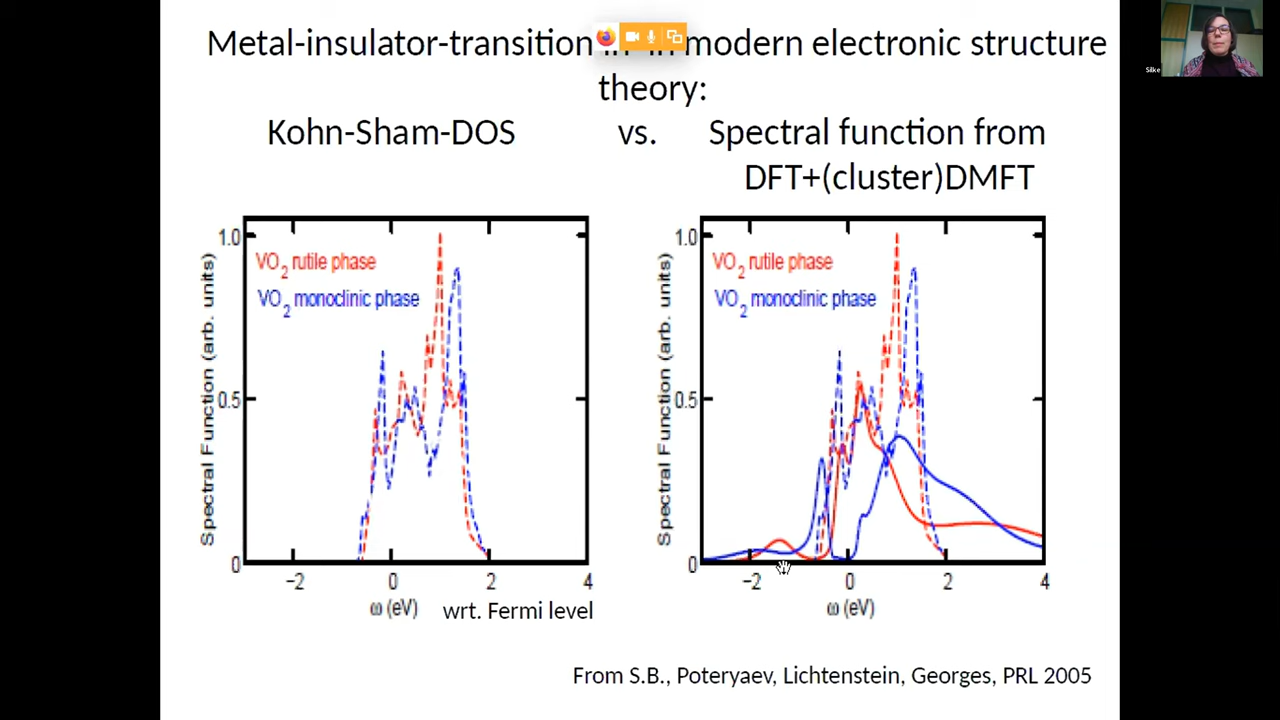 Metal-insulator-transition in in modern electronic structure
theory:
Kohn-Sham-DOS vs. Spectral function from
DFT+(cluster)DMFT
Spectral Function (arb. units)
1.0
0.5
0
VO2 rutile phase
VO2 monoclinic phase
−2 0 2 4
ω (eV) wrt. Fermi level
Spectral Function (arb. units)
1.0
0.5
0
VO2 rutile phase
VO2 monoclinic phase
−2 0 2 4
ω (eV)
From S.B., Poteryaev, Lichtenstein, Georges, PRL 2005
Silke